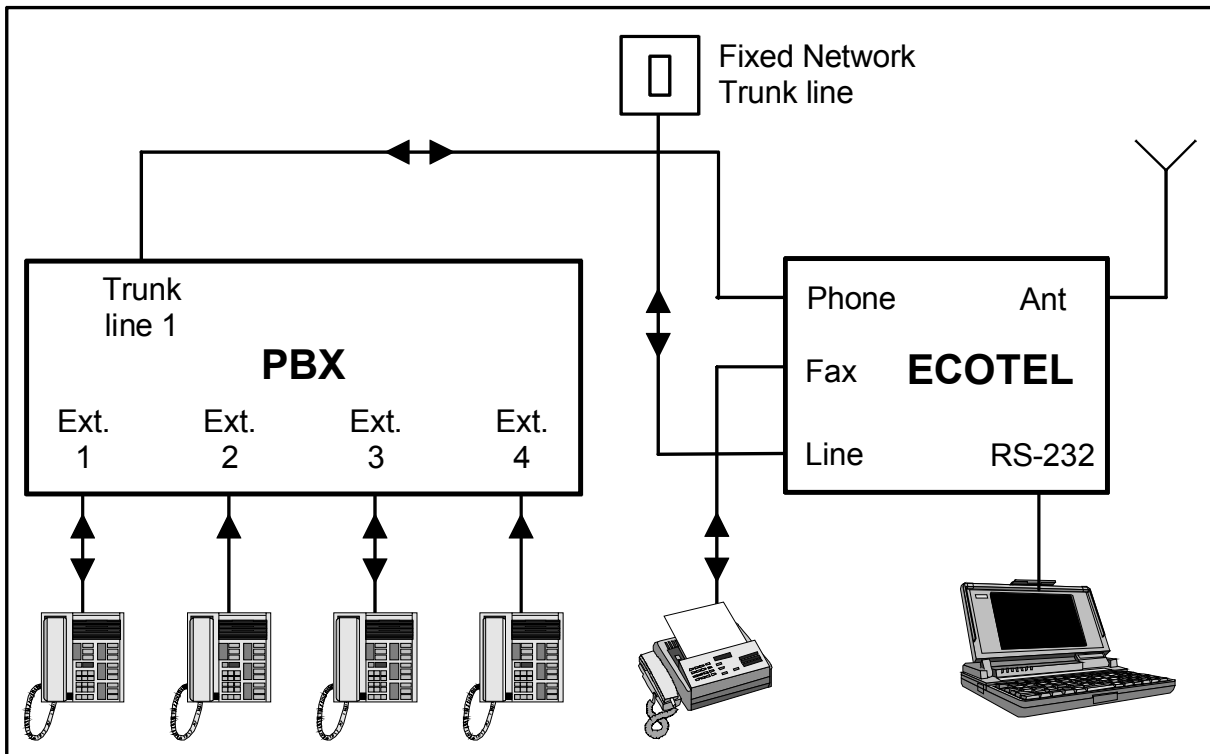 Fixed Network
Trunk line
Trunk
line 1
PBX
Ext.
1
Ext.
2
Ext.
3
Ext.
4
Phone
Ant
Fax
ECOTEL
Line
RS-232